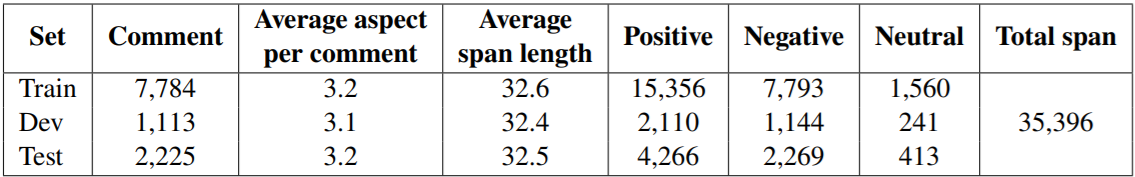 Set Comment Average aspect per comment Average span length Positive Negative Neutral Total span
Train 7,784 3.2 32.6 15,356 7,793 1,560
Dev 1,113 3.1 32.4 2,110 1,144 241 35,396
Test 2,225 3.2 32.5 4,266 2,269 413